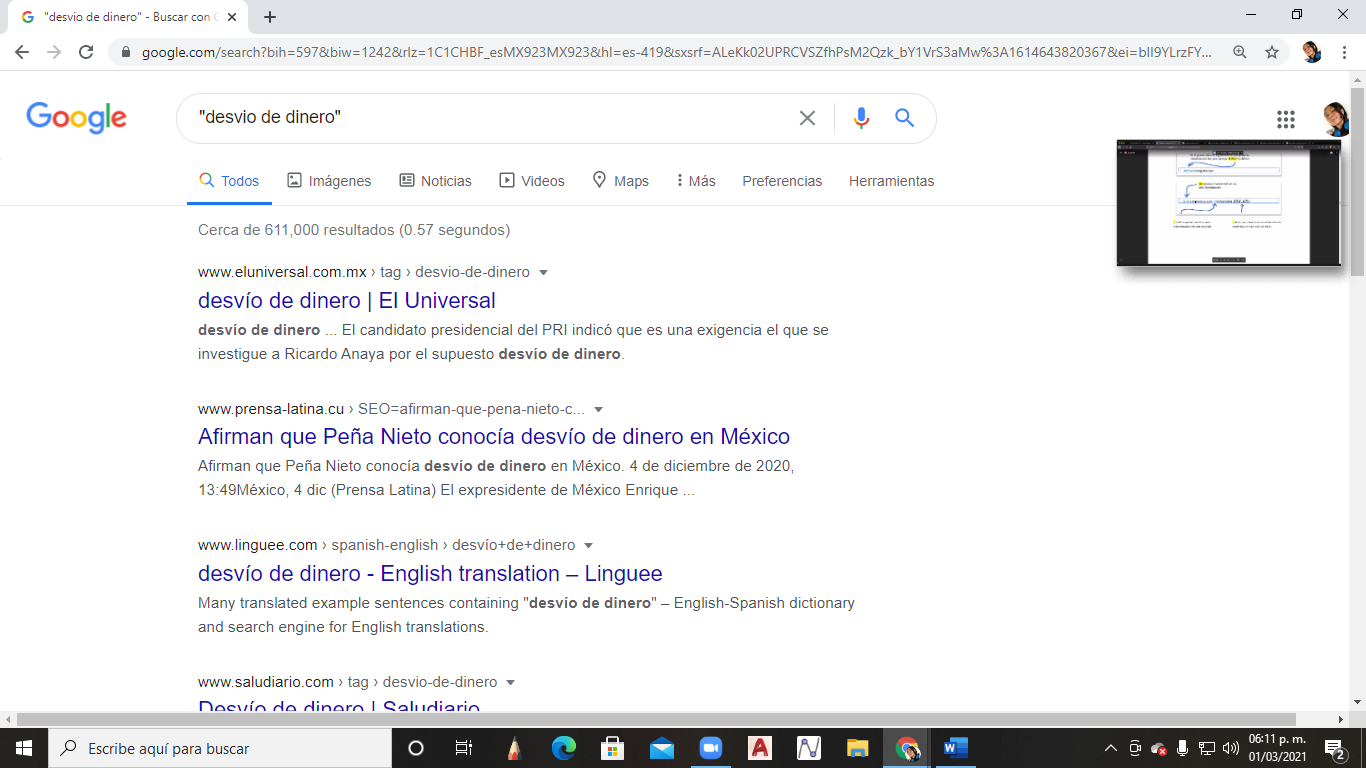 "desvio de dinero" - Buscar con G
google.com/search?bih=597&biw=1242&rlz=1C1CHBF_esMX923MX923&hl=es-419&sxsrf=ALeKk02UPRCVSZfhPsM2Qzk_bY1VrS3aMw%3A1614643820367&ei=blI9YLrzFY...
Google
"desvio de dinero"
Todos Imágenes Noticias Videos Maps Más Preferencias Herramientas
Cerca de 611,000 resultados (0.57 segundos)
www.eluniversal.com.mx › tag › desvio-de-dinero
desvío de dinero | El Universal
desvío de dinero ... El candidato presidencial del PRI indicó que es una exigencia el que se
investigue a Ricardo Anaya por el supuesto desvío de dinero.
www.prensa-latina.cu › SEO=afirman-que-pena-nieto-c...
Afirman que Peña Nieto conocía desvío de dinero en México
Afirman que Peña Nieto conocía desvío de dinero en México. 4 de diciembre de 2020,
13:49México, 4 dic (Prensa Latina) El expresidente de México Enrique ...
www.linguee.com › spanish-english › desvío+de+dinero
desvío de dinero - English translation – Linguee
Many translated example sentences containing "desvío de dinero" – English-Spanish dictionary
and search engine for English translations.
www.saludiario.com › tag › desvio-de-dinero
Desvío de dinero | Saludiario
Escribe aquí para buscar
06:11 p. m.
01/03/2021
2